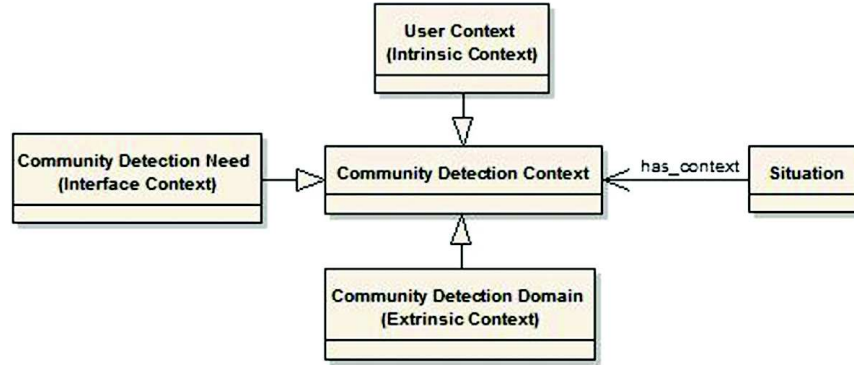 User Context
(Intrinsic Context)
Community Detection Need
(Interface Context)
Community Detection Context
has_context
Situation
Community Detection Domain
(Extrinsic Context)